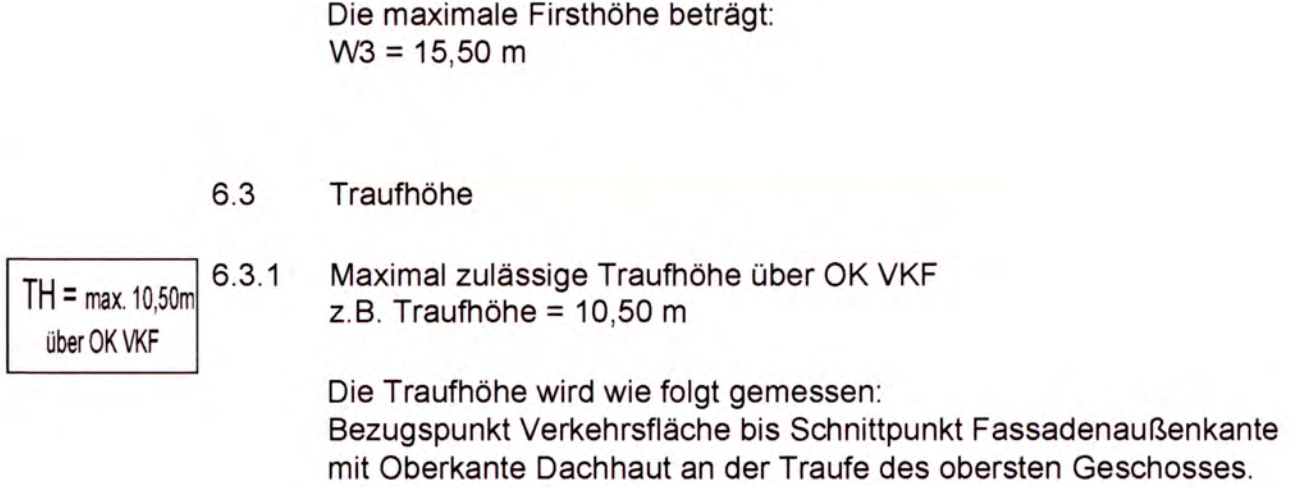 Die maximale Firsthöhe beträgt:
W3 = 15,50 m
6.3 Traufhöhe
TH = max. 10,50m
über OK VKF
6.3.1 Maximal zulässige Traufhöhe über OK VKF
z.B. Traufhöhe = 10,50 m
Die Traufhöhe wird wie folgt gemessen:
Bezugspunkt Verkehrsfläche bis Schnittpunkt Fassadenaußenkante
mit Oberkante Dachhaut an der Traufe des obersten Geschosses.